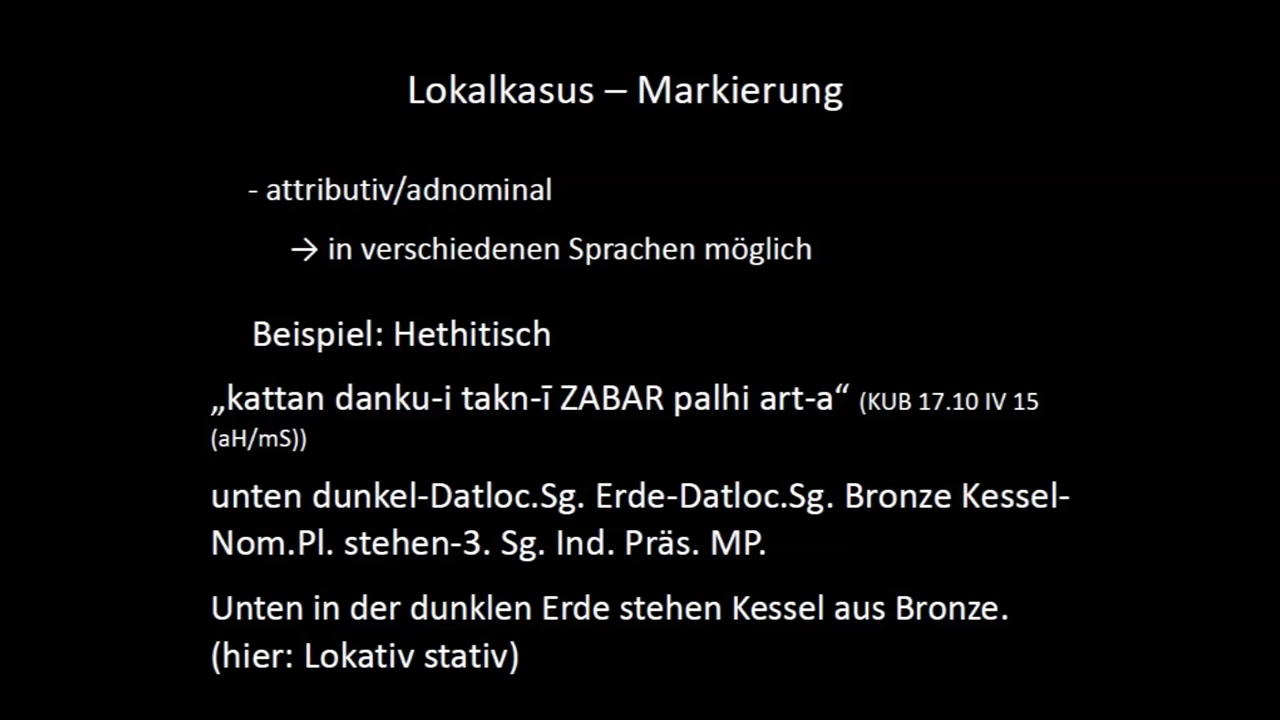 Lokalkasus – Markierung
- attributiv/adnominal
→ in verschiedenen Sprachen möglich
Beispiel: Hethitisch
„kattan danku-i takn-ī ZABAR palhi art-a“ (KUB 17.10 IV 15
(aH/mS))
unten dunkel-Datloc.Sg. Erde-Datloc.Sg. Bronze Kessel-
Nom.Pl. stehen-3. Sg. Ind. Präs. MP.
Unten in der dunklen Erde stehen Kessel aus Bronze.
(hier: Lokativ stativ)